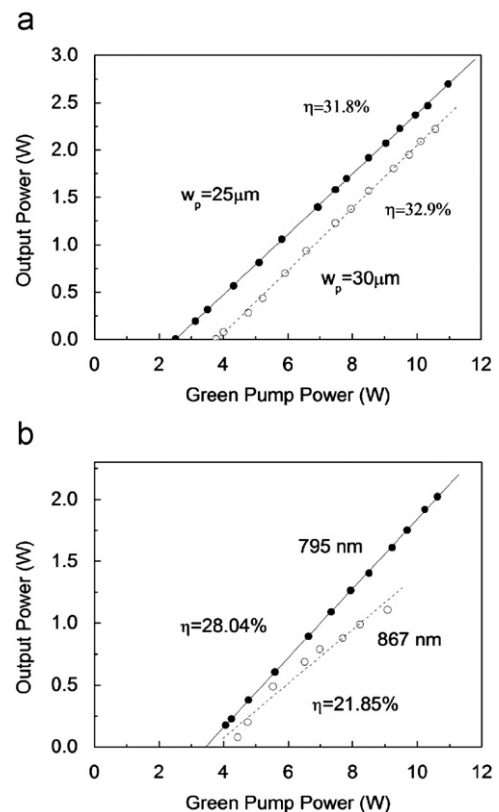 a
3.0
2.5
2.0
1.5
1.0
0.5
0.0
Output Power (W)
η=31.8%
wp=25μm
η=32.9%
wp=30μm
0 2 4 6 8 10 12
Green Pump Power (W)
b
2.0
1.5
1.0
0.5
0.0
Output Power (W)
795 nm
η=28.04%
867 nm
η=21.85%
0 2 4 6 8 10 12
Green Pump Power (W)